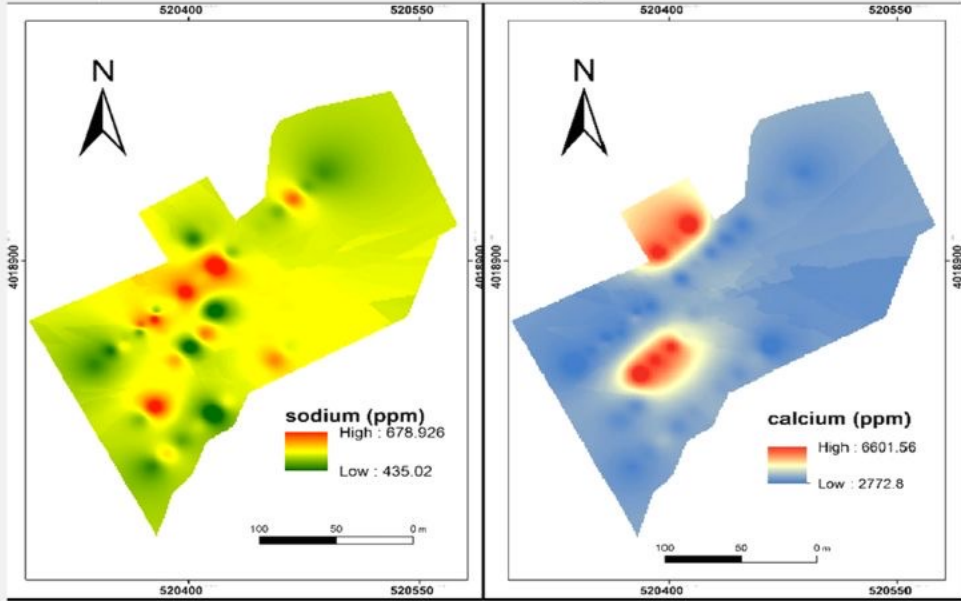 520400 520550
N
4018900
sodium (ppm)
High : 678.926
Low : 435.02
100 50 0 m
520400 520550
520400 520550
N
4018900
calcium (ppm)
High : 6601.56
Low : 2772.8
100 50 0 m
520400 520550
4018900